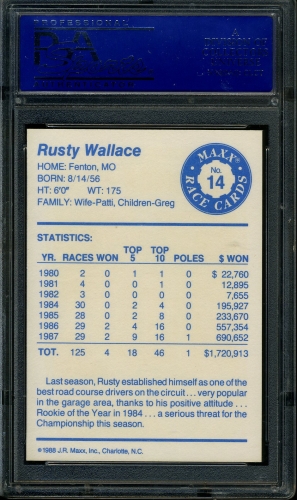 PROFESSIONAL
PSA
A
Rusty Wallace
HOME: Fenton, MO
BORN: 8/14/56
HT: 6'0" WT: 175
FAMILY: Wife-Patti, Children-Greg
MAXX®
No.
14
RACE CARDS
STATISTICS:
TOP TOP
YR. RACES WON 5 10 POLES $ WON
1980 2 0 1 1 0 $ 22,760
1981 4 0 0 1 0 12,895
1982 3 0 0 0 0 7,655
1984 30 0 2 4 0 195,927
1985 28 0 2 8 0 233,670
1986 29 2 4 16 0 557,354
1987 29 2 9 16 1 690,652
TOT. 125 4 18 46 1 $1,720,913
Last season, Rusty established himself as one of the
best road course drivers on the circuit . . . very popular
in the garage area, thanks to his positive attitude . . .
Rookie of the Year in 1984 . . . a serious threat for the
Championship this season.
©1988 J.R. Maxx, Inc., Charlotte, N.C.